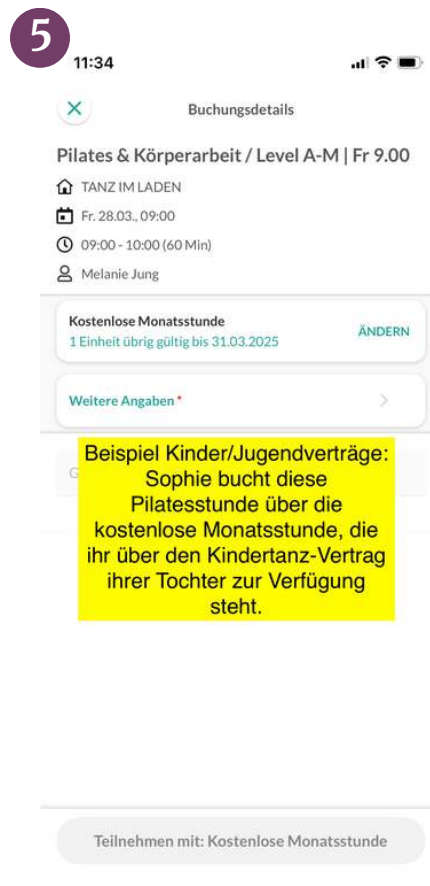 5
11:34
Buchungsdetails
Pilates & Körperarbeit / Level A-M | Fr 9.00
TANZ IM LADEN
Fr. 28.03., 09:00
09:00 - 10:00 (60 Min)
Melanie Jung
Kostenlose Monatsstunde
1 Einheit übrig gültig bis 31.03.2025
ÄNDERN
Weitere Angaben *
Beispiel Kinder/Jugendverträge:
Sophie bucht diese
Pilatesstunde über die
kostenlose Monatsstunde, die
ihr über den Kindertanz-Vertrag
ihrer Tochter zur Verfügung
steht.
Teilnehmen mit: Kostenlose Monatsstunde